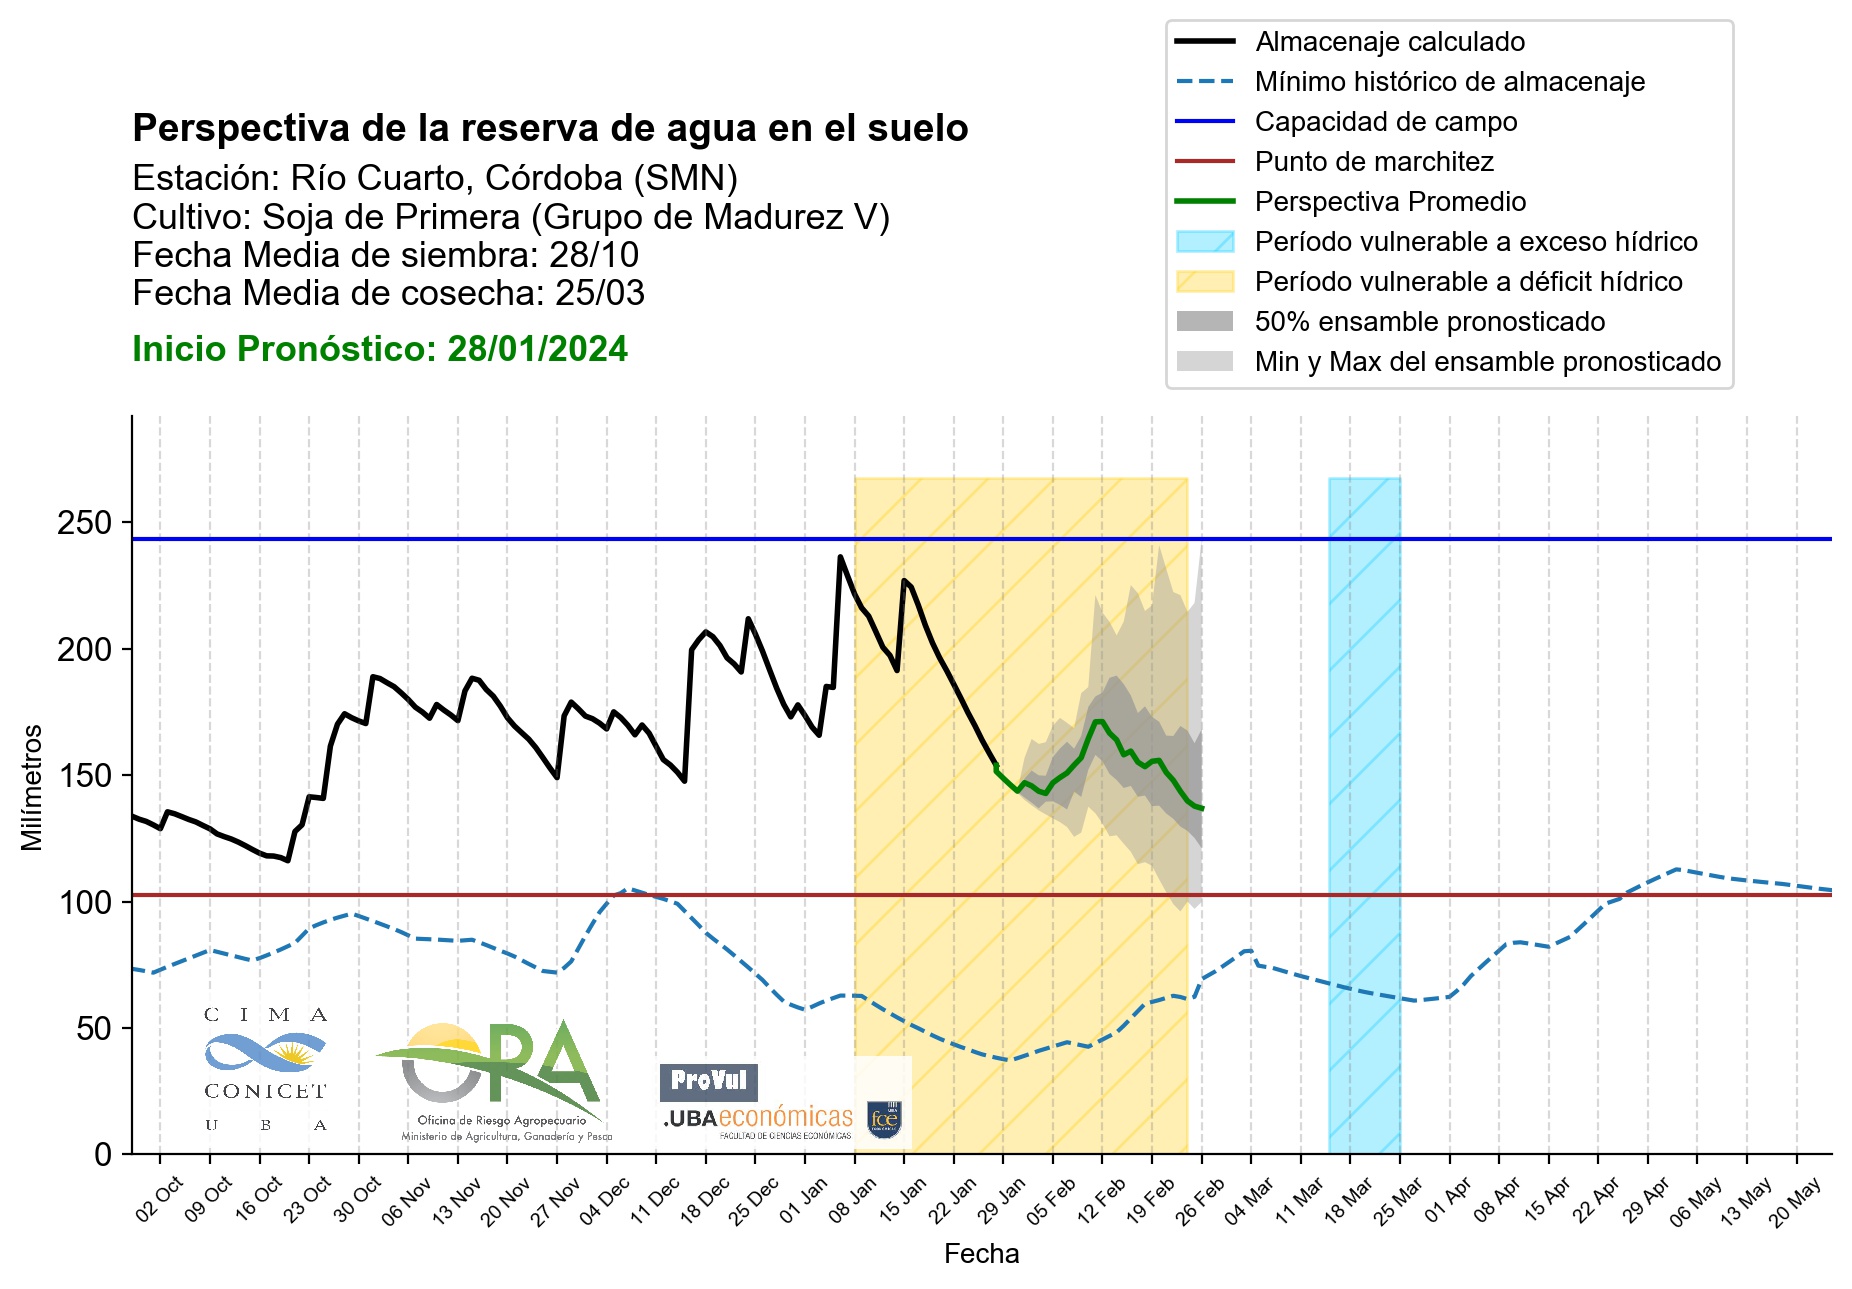 Almacenaje calculado
Mínimo histórico de almacenaje
Capacidad de campo
Punto de marchitez
Perspectiva Promedio
Período vulnerable a exceso hídrico
Período vulnerable a déficit hídrico
50% ensamble pronosticado
Min y Max del ensamble pronosticado
Perspectiva de la reserva de agua en el suelo
Estación: Río Cuarto, Córdoba (SMN)
Cultivo: Soja de Primera (Grupo de Madurez V)
Fecha Media de siembra: 28/10
Fecha Media de cosecha: 25/03
Inicio Pronóstico: 28/01/2024
Milímetros
250
200
150
100
50
0
CIMA
CONICET
UBA
ORA
Oficina de Riesgo Agropecuario
Ministerio de Agricultura, Ganadería y Pesca
ProVul
.UBAeconómicas
FACULTAD DE CIENCIAS ECONÓMICAS
fce
02 Oct
09 Oct
16 Oct
23 Oct
30 Oct
06 Nov
13 Nov
20 Nov
27 Nov
04 Dec
11 Dec
18 Dec
25 Dec
01 Jan
08 Jan
15 Jan
22 Jan
29 Jan
05 Feb
12 Feb
19 Feb
26 Feb
04 Mar
11 Mar
18 Mar
25 Mar
01 Apr
08 Apr
15 Apr
22 Apr
29 Apr
06 May
13 May
20 May
Fecha